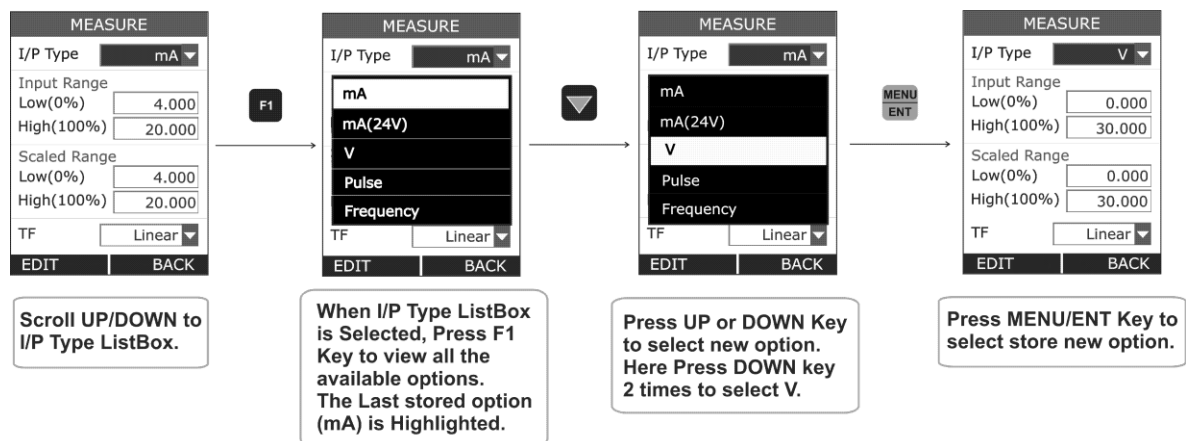 MEASURE
I/P Type mA
Input Range
Low(0%) 4.000
High(100%) 20.000
Scaled Range
Low(0%) 4.000
High(100%) 20.000
TF Linear
EDIT BACK
Scroll UP/DOWN to
I/P Type ListBox.
F1
MEASURE
I/P Type mA
mA
mA(24V)
V
Pulse
Frequency
TF Linear
EDIT BACK
When I/P Type ListBox
is Selected, Press F1
Key to view all the
available options.
The Last stored option
(mA) is Highlighted.
MEASURE
I/P Type mA
mA
mA(24V)
V
Pulse
Frequency
TF Linear
EDIT BACK
Press UP or DOWN Key
to select new option.
Here Press DOWN key
2 times to select V.
MENU
ENT
MEASURE
I/P Type V
Input Range
Low(0%) 0.000
High(100%) 30.000
Scaled Range
Low(0%) 0.000
High(100%) 30.000
TF Linear
EDIT BACK
Press MENU/ENT Key to
select store new option.